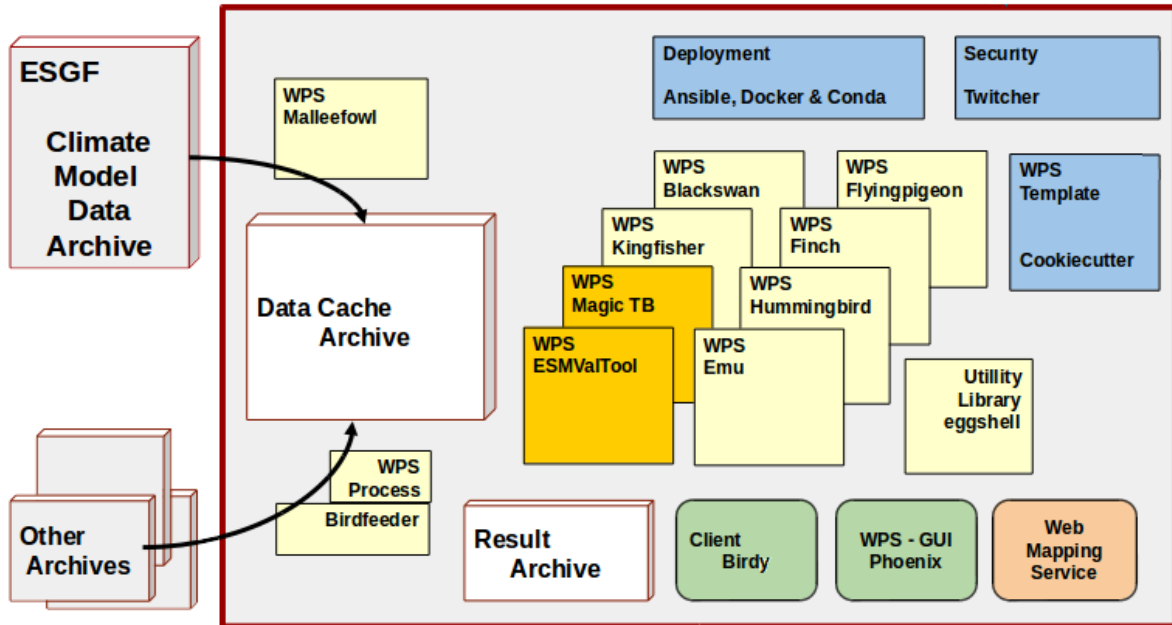 ESGF
Climate
Model
Data
Archive
Other
Archives
WPS
Malleefowl
Data Cache
Archive
WPS
Process
Birdfeeder
Deployment
Ansible, Docker & Conda
Security
Twitcher
WPS
Blackswan
WPS
Flyingpigeon
WPS
Template
Cookiecutter
WPS
Kingfisher
WPS
Finch
WPS
Magic TB
WPS
Hummingbird
WPS
ESMValTool
WPS
Emu
Utillity
Library
eggshell
Result
Archive
Client
Birdy
WPS - GUI
Phoenix
Web
Mapping
Service